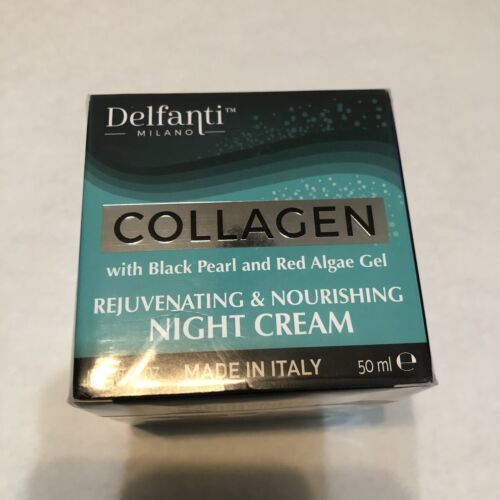 Delfanti™
MILANO
COLLAGEN
with Black Pearl and Red Algae Gel
REJUVENATING & NOURISHING
NIGHT CREAM
MADE IN ITALY
50 ml ℮